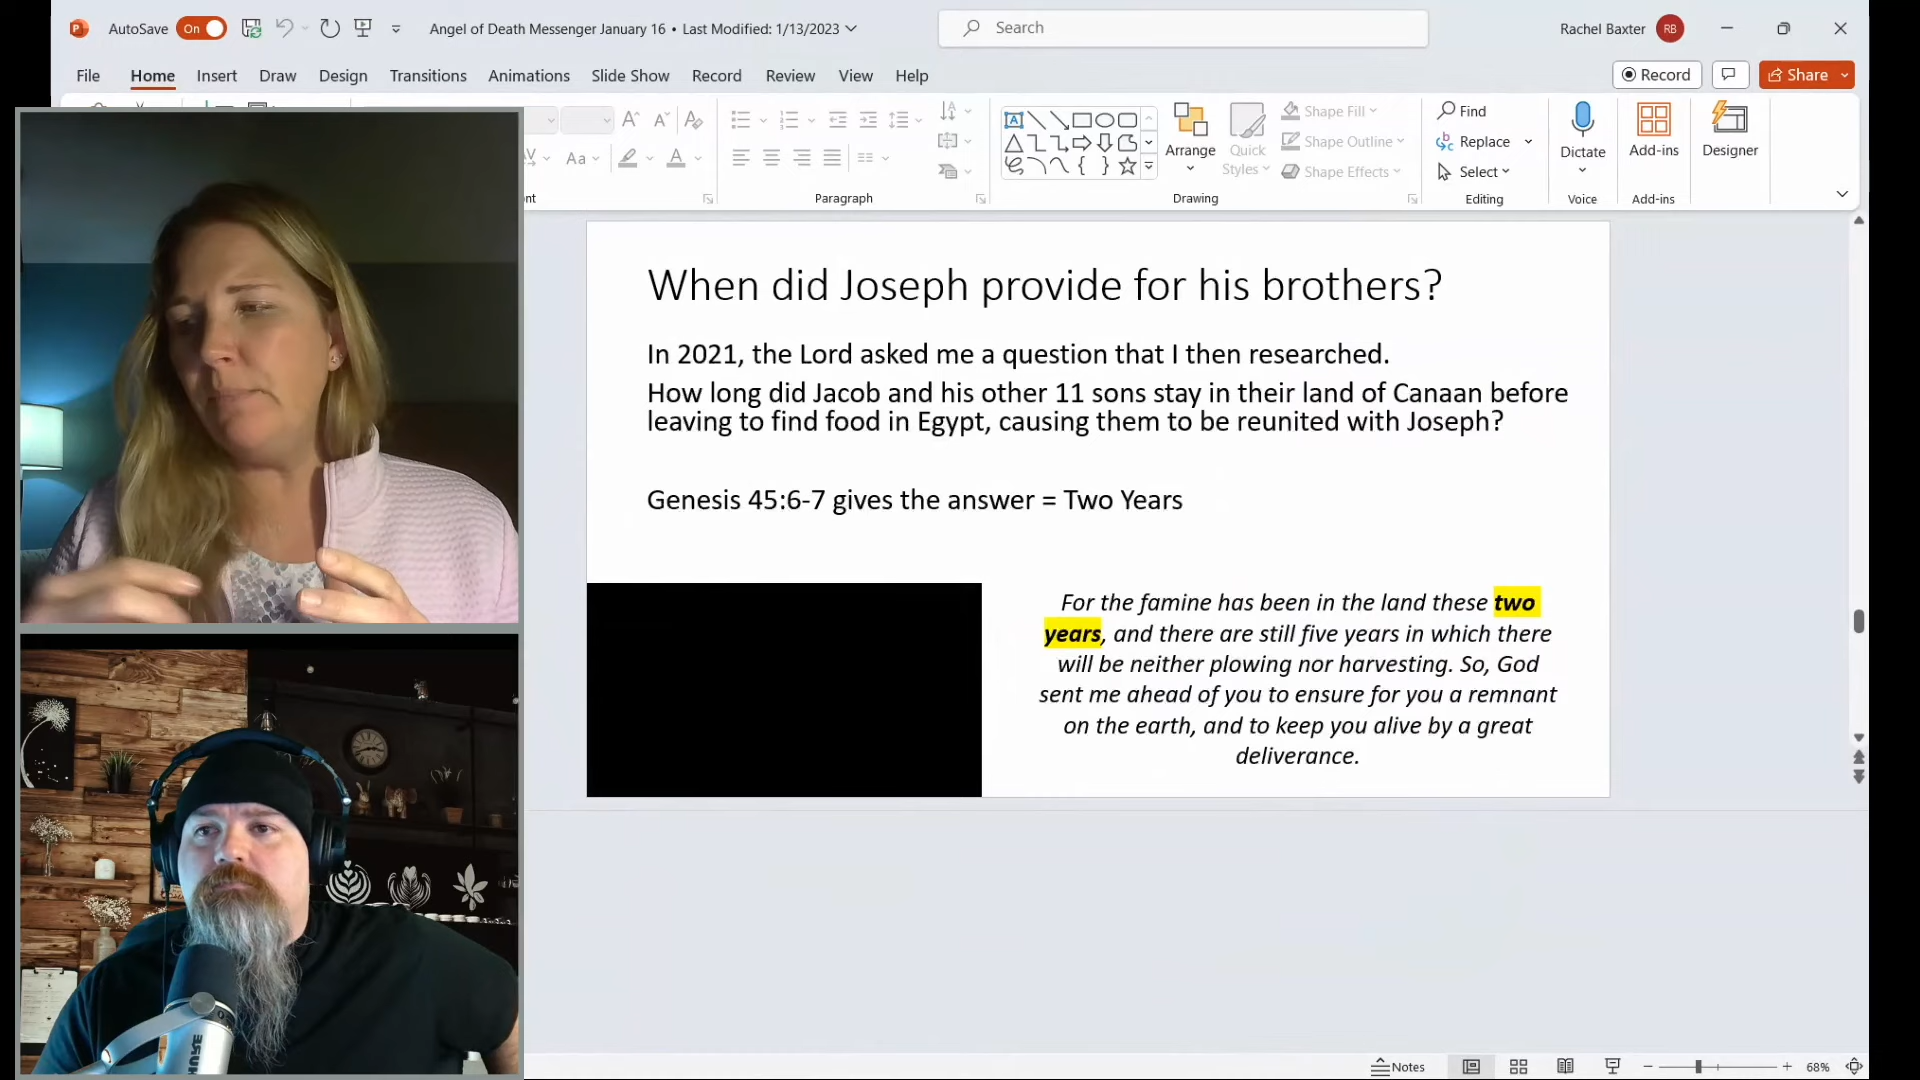 AutoSave On Angel of Death Messenger January 16 • Last Modified: 1/13/2023 Search Rachel Baxter RB
File Home Insert Draw Design Transitions Animations Slide Show Record Review View Help Record Share
Aa A
Arrange Quick Styles
Shape Fill
Shape Outline
Shape Effects
Find
Replace
Select
Dictate
Add-ins
Designer
nt Paragraph Drawing Editing Voice Add-ins
When did Joseph provide for his brothers?
In 2021, the Lord asked me a question that I then researched.
How long did Jacob and his other 11 sons stay in their land of Canaan before
leaving to find food in Egypt, causing them to be reunited with Joseph?
Genesis 45:6-7 gives the answer = Two Years
For the famine has been in the land these two
years, and there are still five years in which there
will be neither plowing nor harvesting. So, God
sent me ahead of you to ensure for you a remnant
on the earth, and to keep you alive by a great
deliverance.
Notes 68%